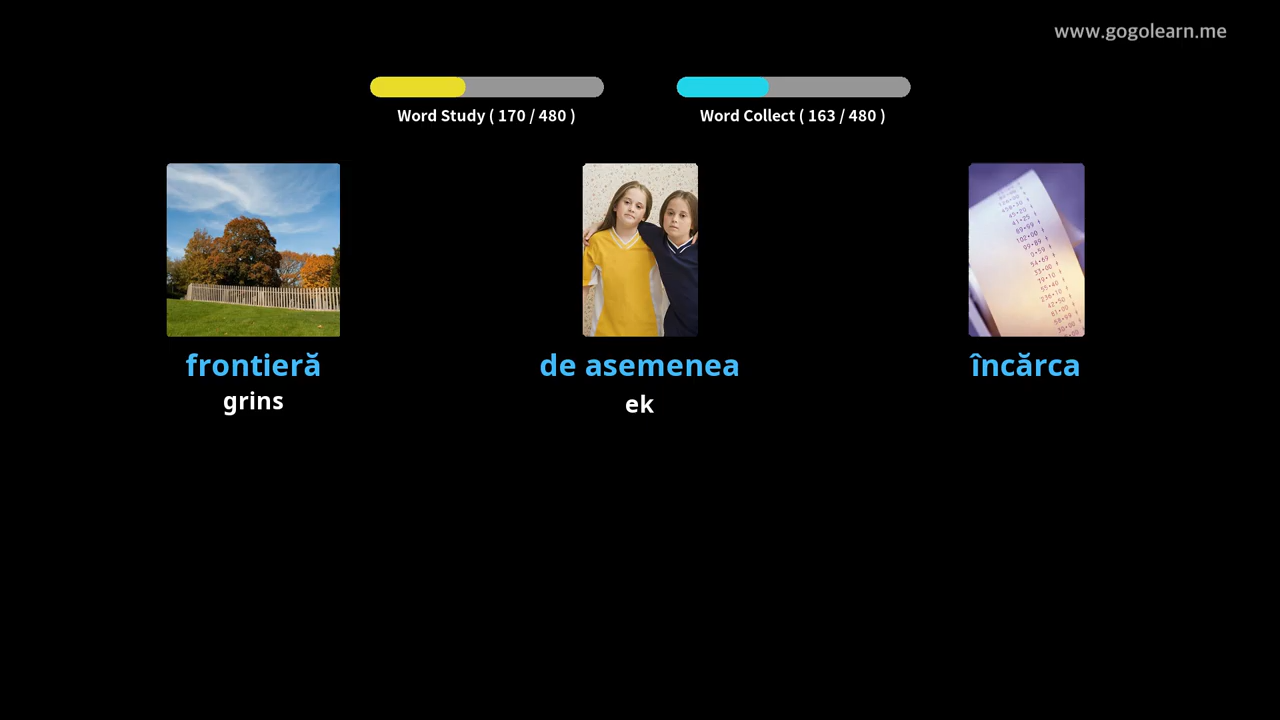 www.gogolearn.me
Word Study ( 170 / 480 )
Word Collect ( 163 / 480 )
frontieră
grins
de asemenea
ek
încărca